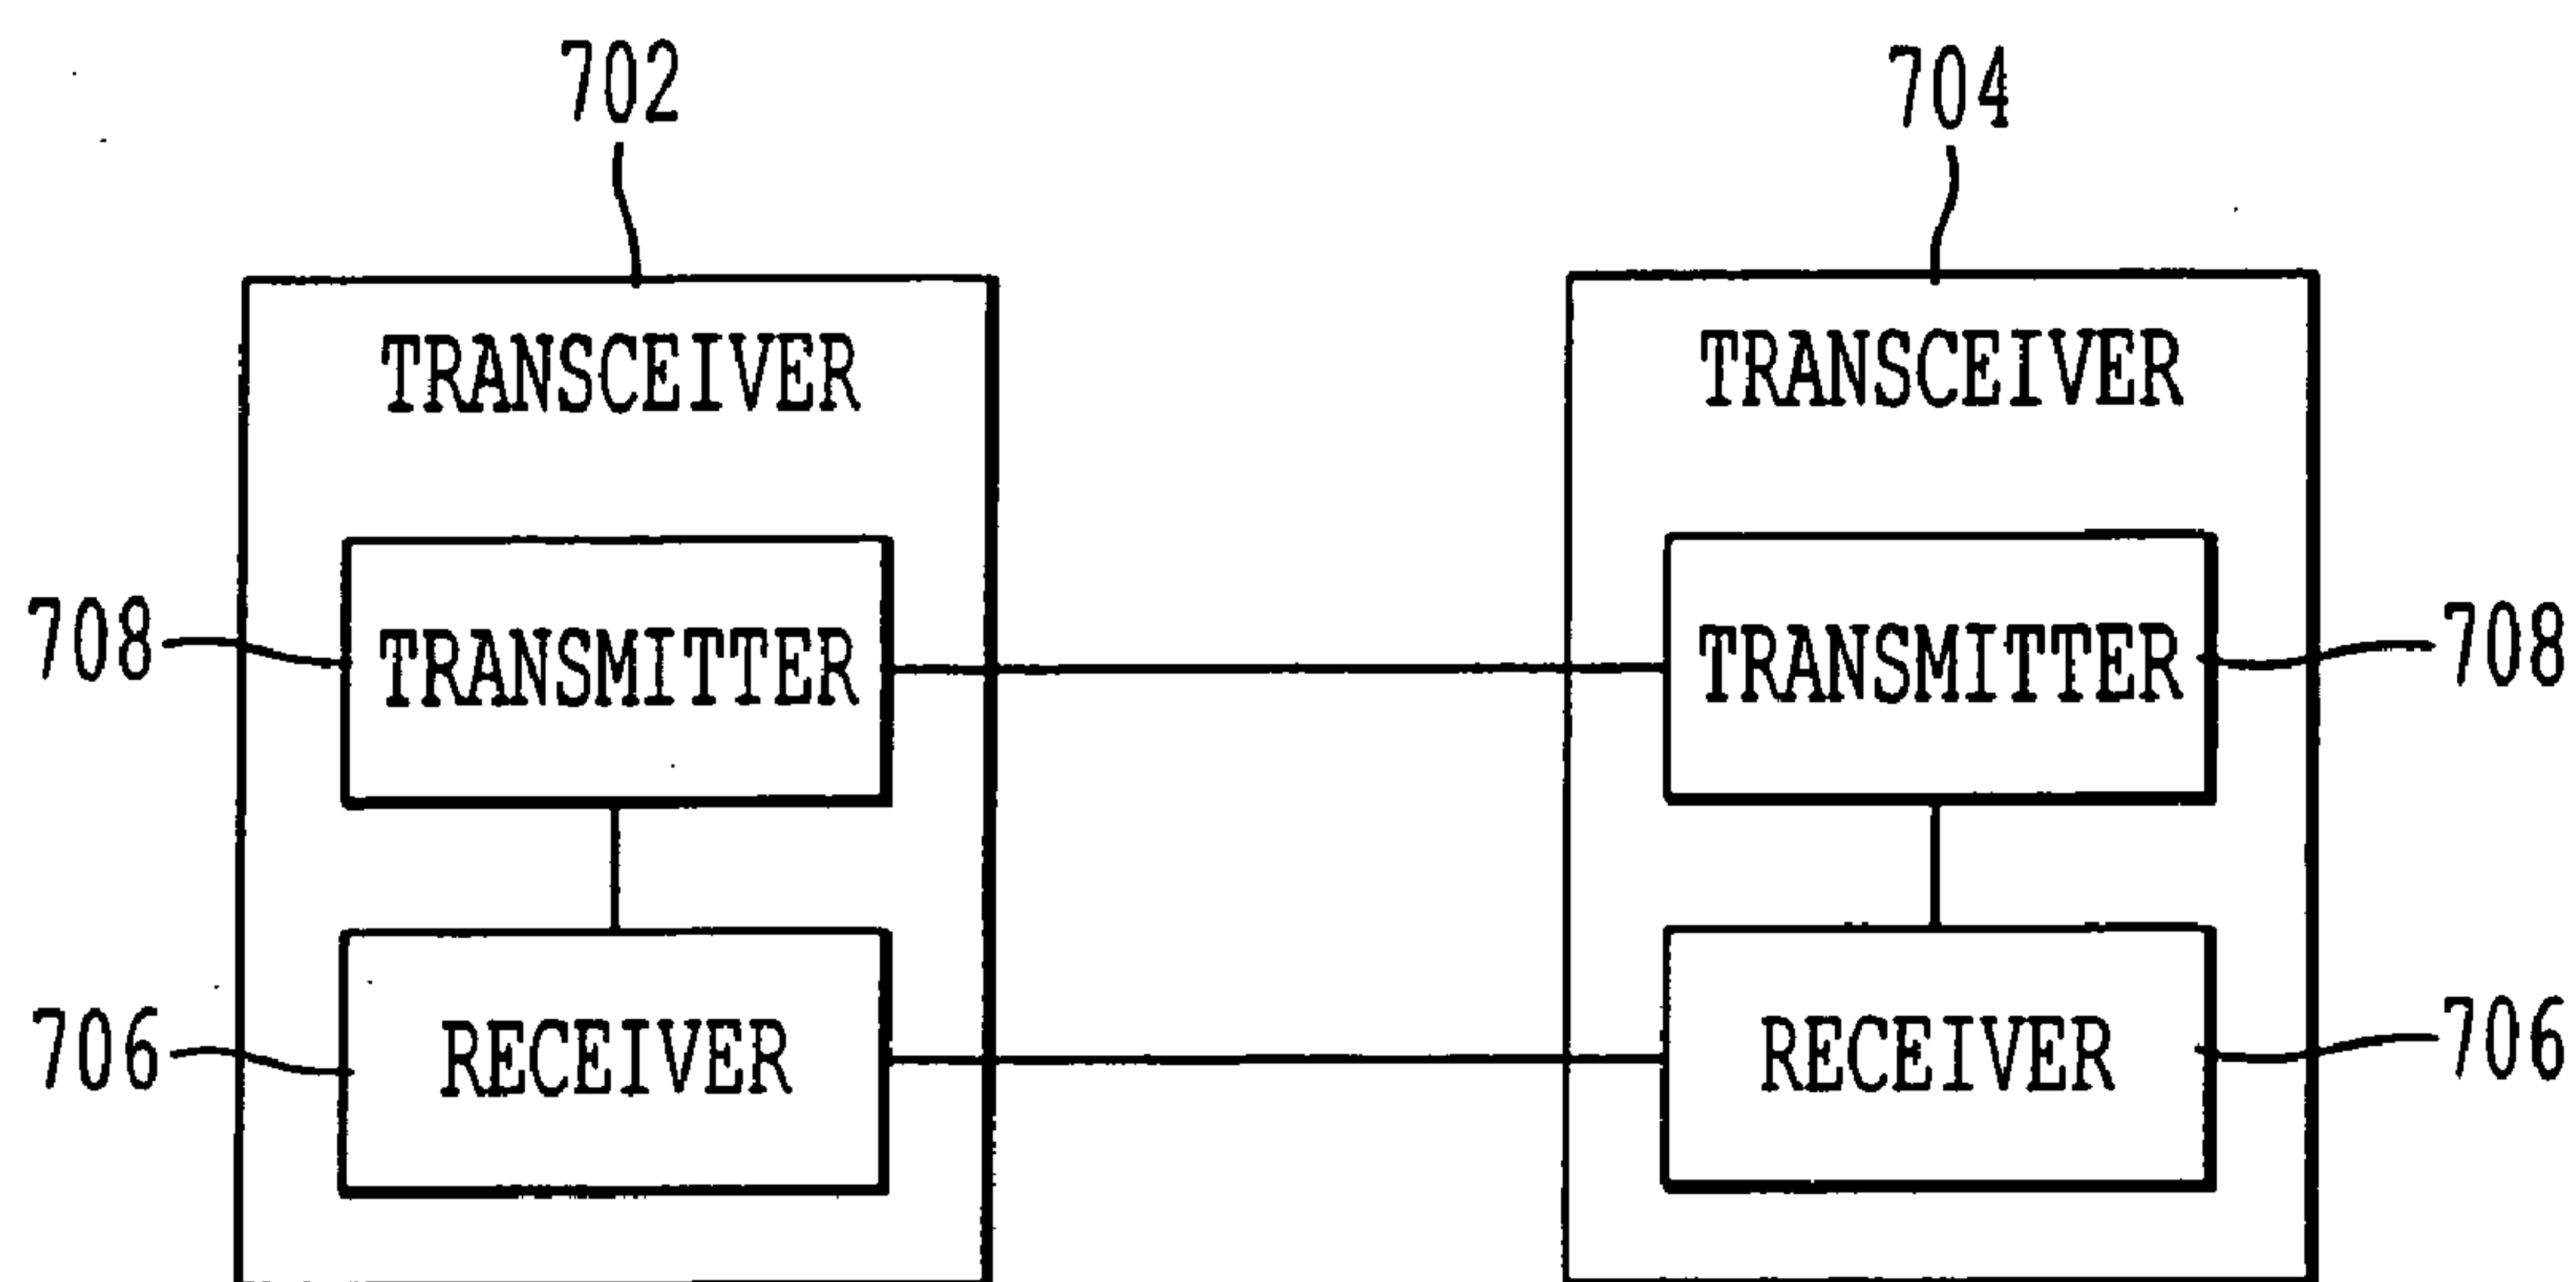 702
704
TRANSCEIVER
TRANSCEIVER
708
TRANSMITTER
TRANSMITTER
708
706
RECEIVER
RECEIVER
706